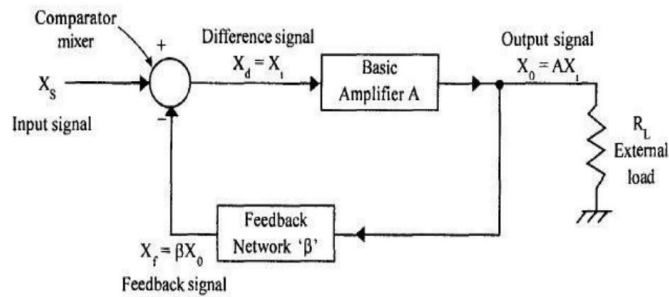 Comparator
mixer
+
Difference signal
X_d = X_i
Basic
Amplifier A
Output signal
X_0 = AX_i
X_S
Input signal
−
R_L
External
load
Feedback
Network ‘β’
X_f = βX_0
Feedback signal